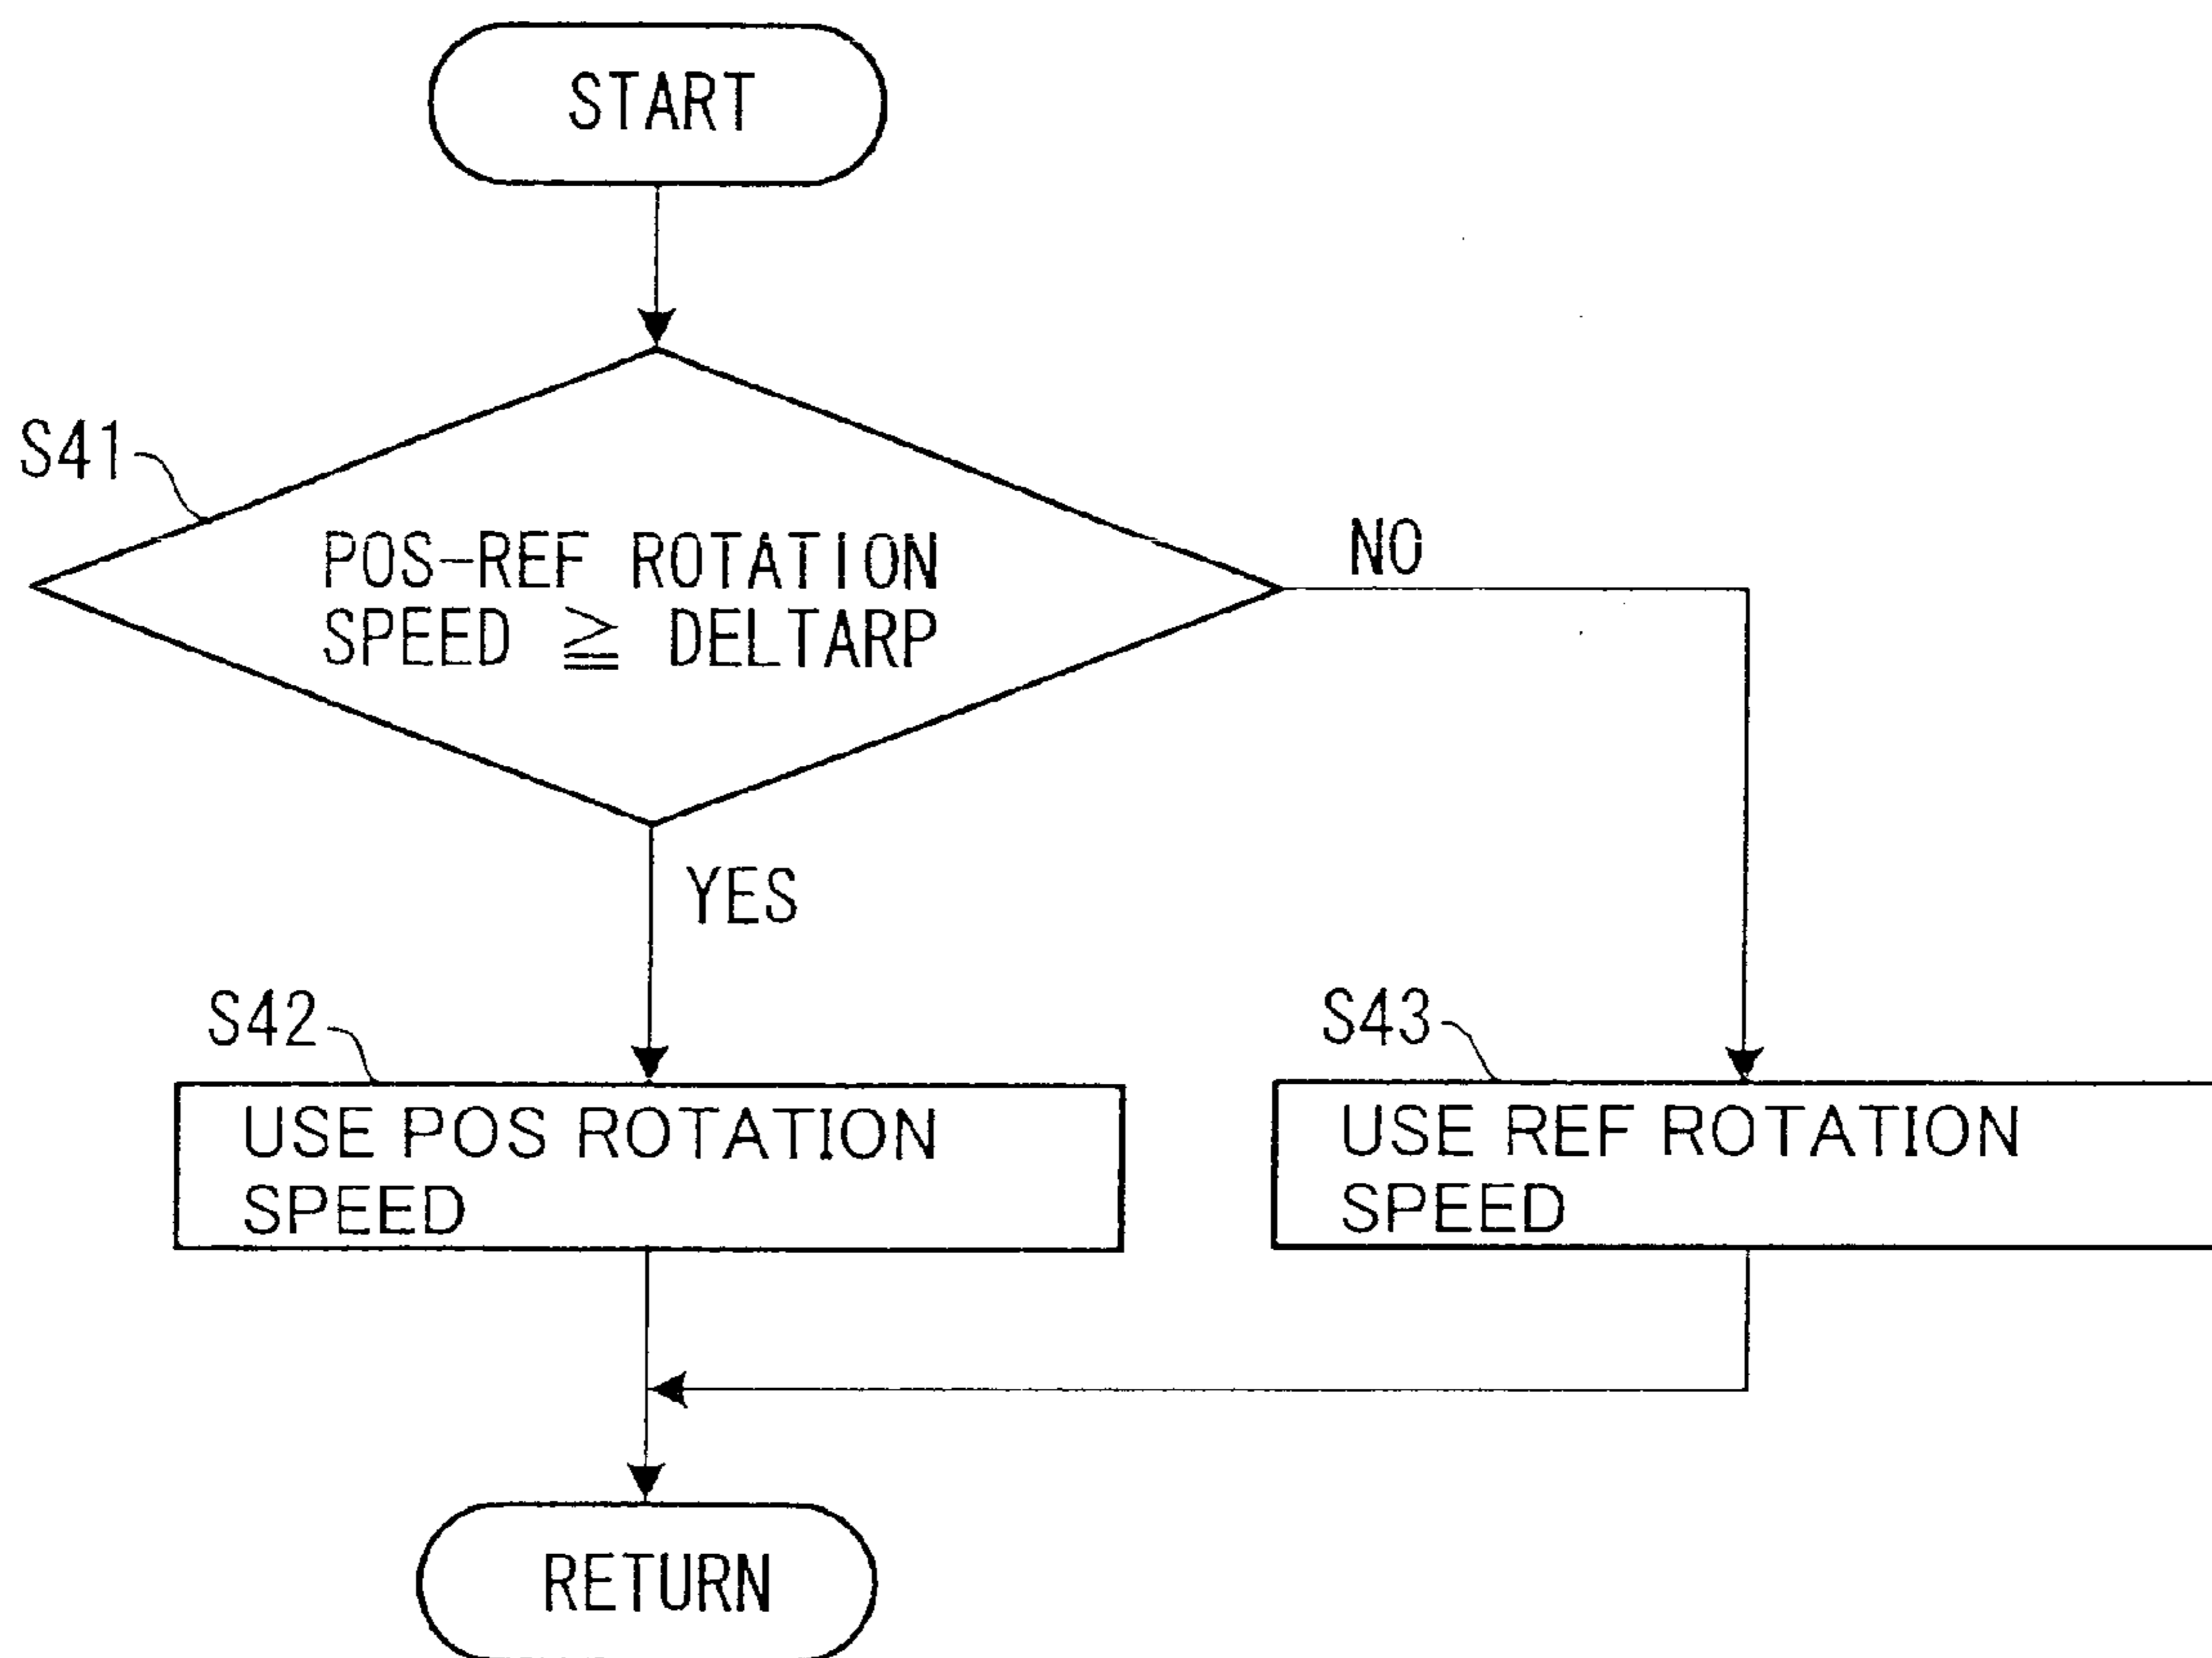 START
S41
POS-REF ROTATION
SPEED ≧ DELTARP
NO
YES
S42
USE POS ROTATION
SPEED
S43
USE REF ROTATION
SPEED
RETURN